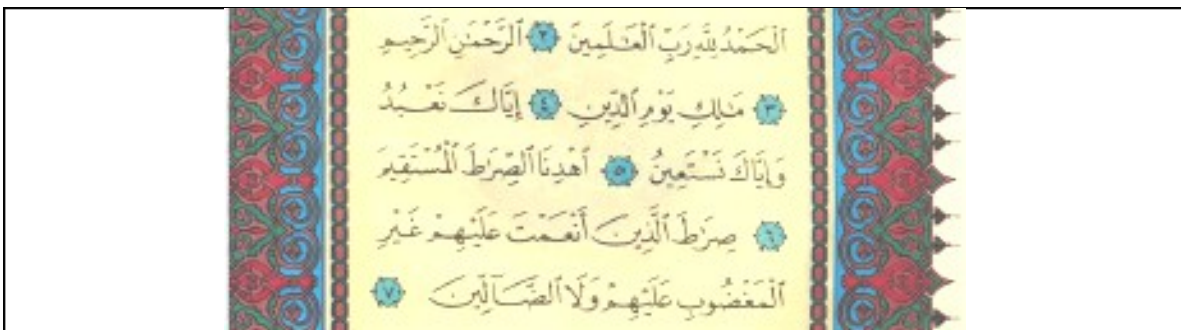 ٱلْحَمْدُ لِلَّهِ رَبِّ ٱلْعَٰلَمِينَ ٢ ٱلرَّحْمَٰنِ ٱلرَّحِيمِ
٣ مَٰلِكِ يَوْمِ ٱلدِّينِ ٤ إِيَّاكَ نَعْبُدُ
وَإِيَّاكَ نَسْتَعِينُ ٥ ٱهْدِنَا ٱلصِّرَٰطَ ٱلْمُسْتَقِيمَ
٦ صِرَٰطَ ٱلَّذِينَ أَنْعَمْتَ عَلَيْهِمْ غَيْرِ
ٱلْمَغْضُوبِ عَلَيْهِمْ وَلَا ٱلضَّآلِّينَ ٧